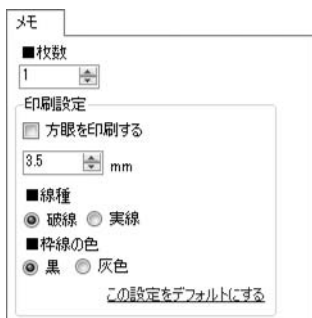 メモ
■枚数
1
印刷設定
方眼を印刷する
3.5 mm
■線種
破線 実線
■枠線の色
黒 灰色
この設定をデフォルトにする